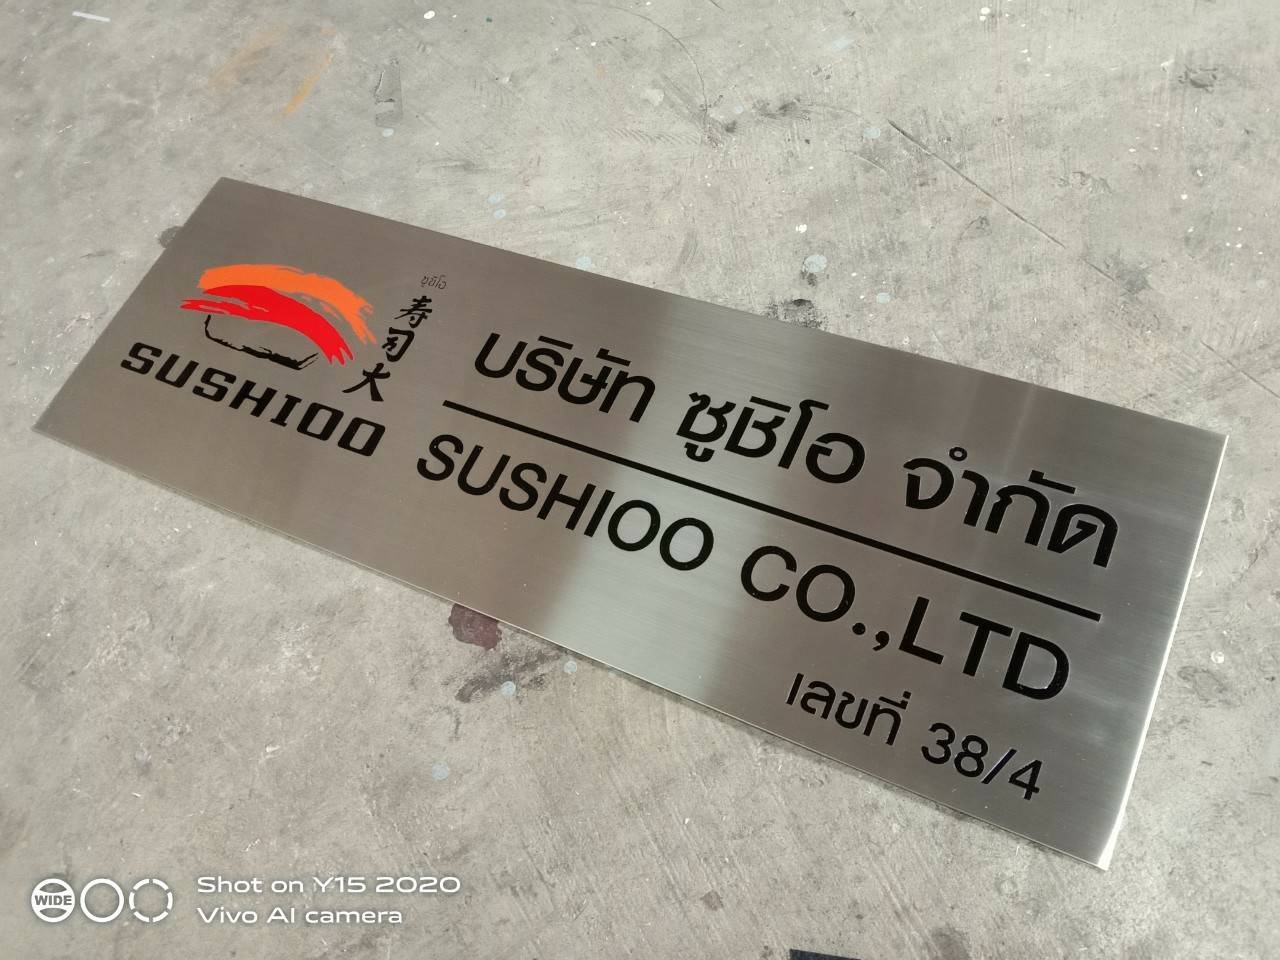 ซูชิโอ
寿司大
SUSHIOO
บริษัท ซูชิโอ จำกัด
SUSHIOO CO.,LTD
เลขที่ 38/4
WIDE
Shot on Y15 2020
Vivo AI camera